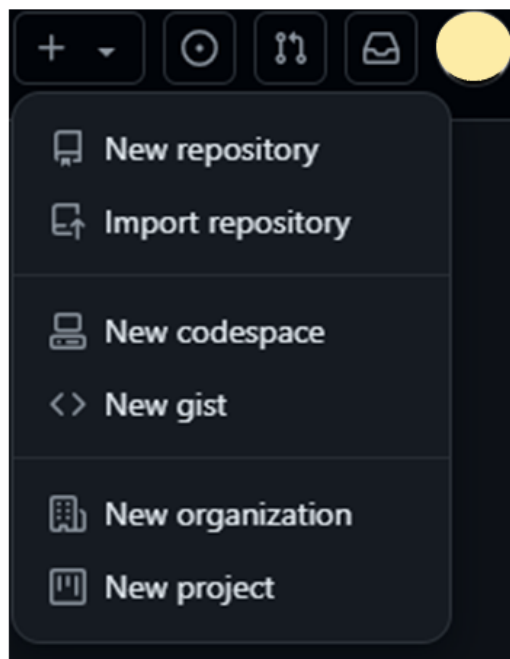 New repository
Import repository
New codespace
New gist
New organization
New project